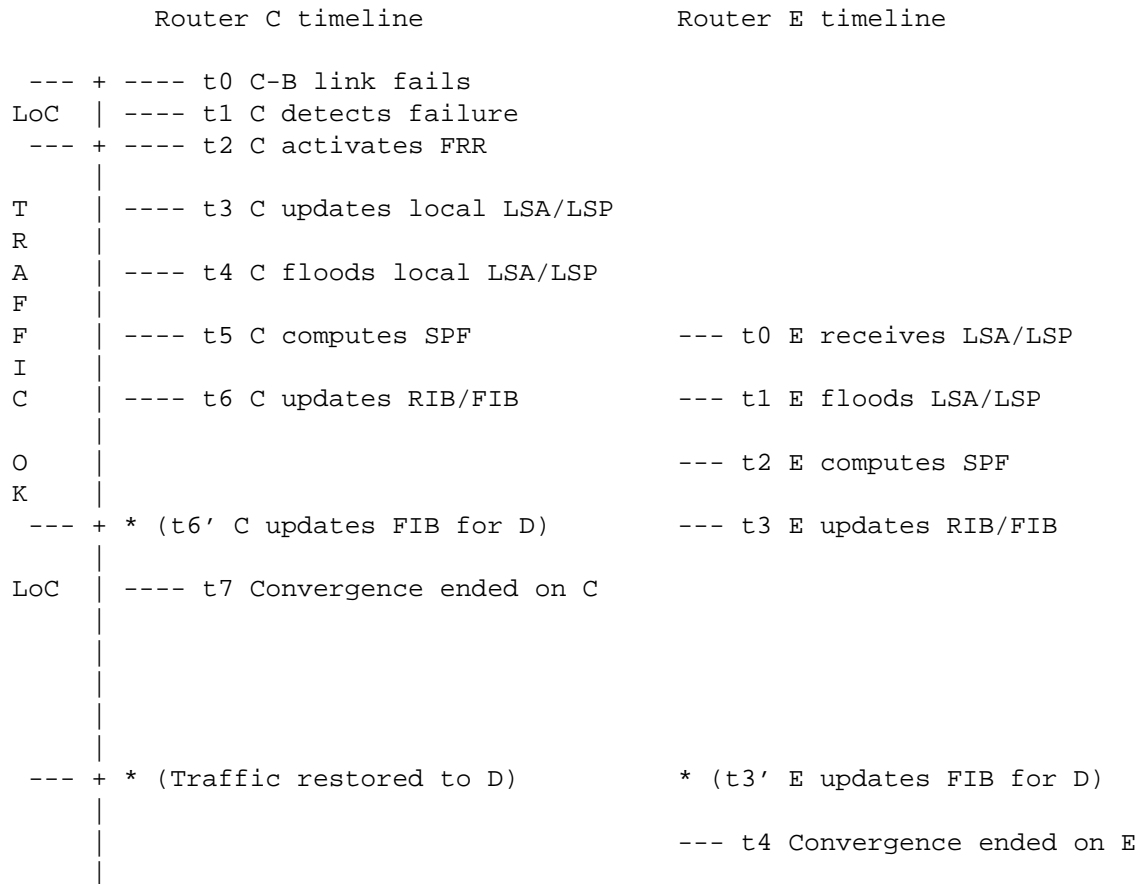 Router C timeline                Router E timeline
 --- + ---- t0 C-B link fails
LoC  | ---- t1 C detects failure
 --- + ---- t2 C activates FRR
     |
T    | ---- t3 C updates local LSA/LSP
R    |
A    | ---- t4 C floods local LSA/LSP
F    |
F    | ---- t5 C computes SPF            --- t0 E receives LSA/LSP
I    |
C    | ---- t6 C updates RIB/FIB         --- t1 E floods LSA/LSP
     |
O    |                                   --- t2 E computes SPF
K    |
 --- + * (t6' C updates FIB for D)       --- t3 E updates RIB/FIB
     |
LoC  | ---- t7 Convergence ended on C
     |
     |
     |
     |
     |
 --- + * (Traffic restored to D)         * (t3' E updates FIB for D)
     |
     |                                   --- t4 Convergence ended on E
     |